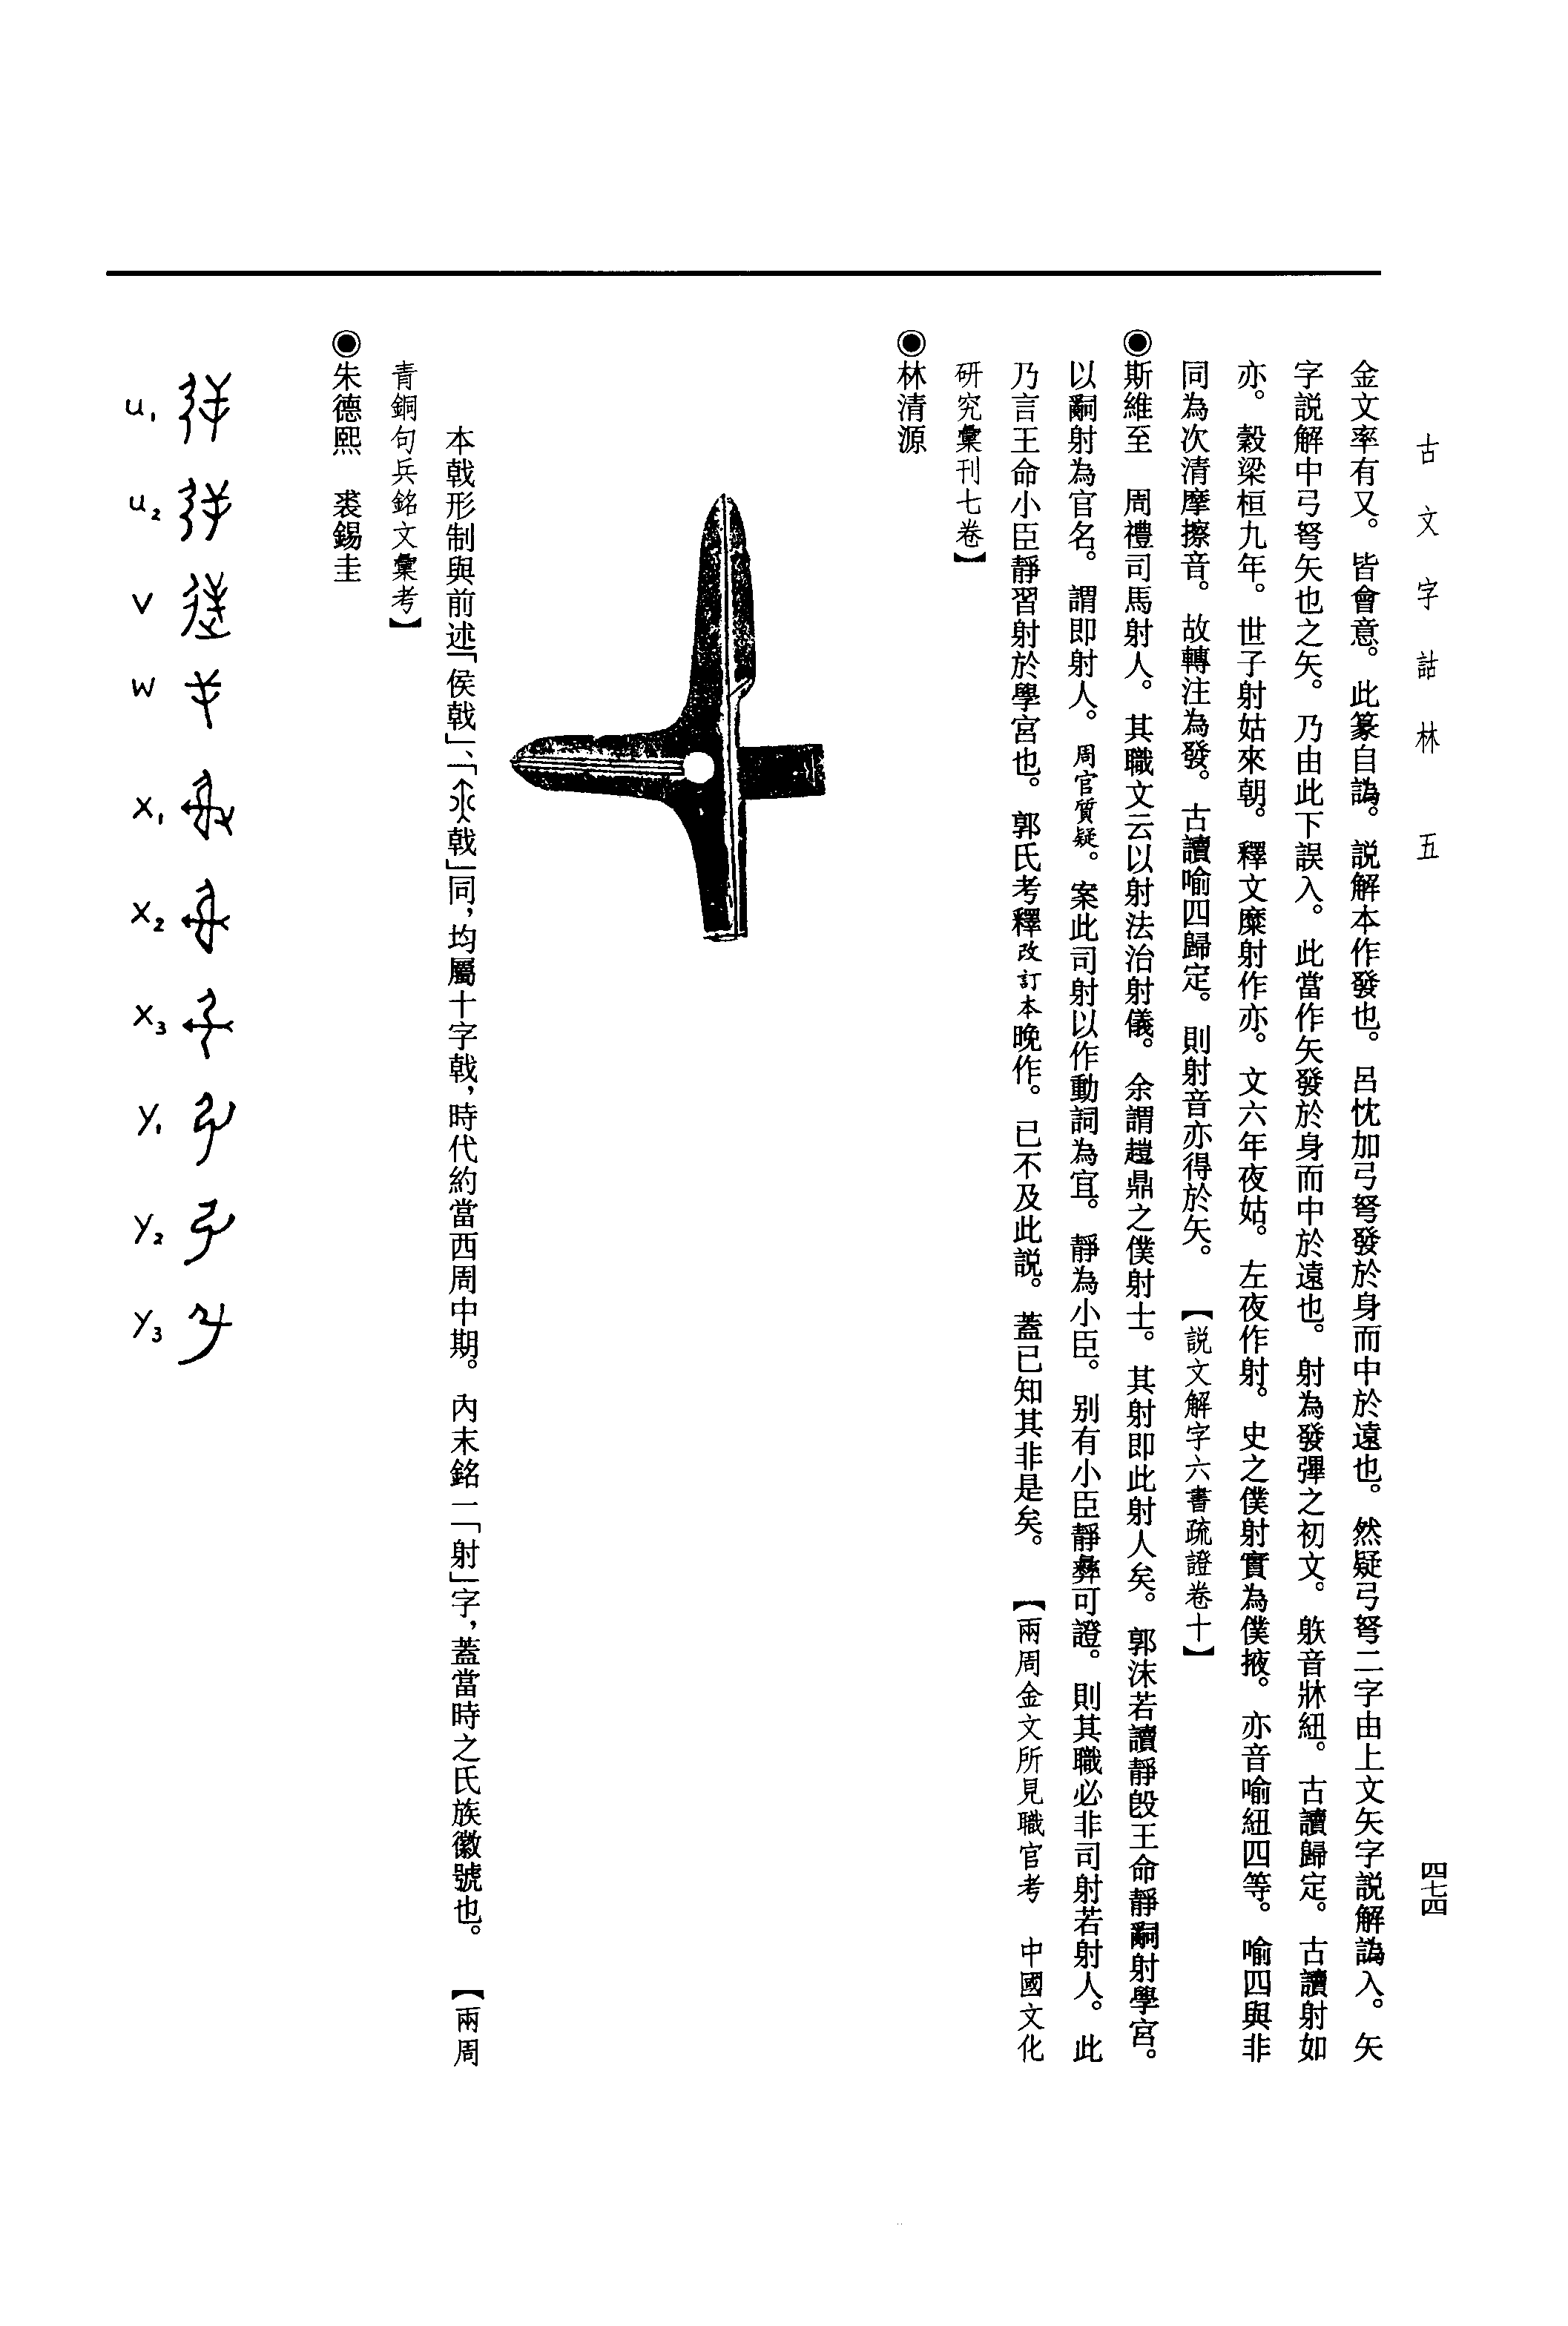 古文字詁林 五
四七四
金文率有又。皆會意。此篆自譌。説解本作發也。呂忱加弓弩發於身而中於遠也。然疑弓弩二字由上文矢字説解譌入。矢
字説解中弓弩矢也之矢。乃由此下誤入。此當作矢發於身而中於遠也。射為發彈之初文。䠶音牀紐。古讀歸定。古讀射如
亦。穀梁桓九年。世子射姑來朝。釋文糜射作亦。文六年夜姑。左夜作射。史之僕射實為僕掖。亦音喻紐四等。喻四與非
同為次清摩擦音。故轉注為發。古讀喻四歸定。則射音亦得於矢。 【説文解字六書疏證卷十】
◉斯維至 周禮司馬射人。其職文云以射法治射儀。余謂趞鼎之僕射士。其射即此射人矣。郭沫若讀靜𣪘王命靜嗣射學宮。
以嗣射為官名。謂即射人。周官質疑。案此司射以作動詞為宜。靜為小臣。別有小臣靜彝可證。則其職必非司射若射人。此
乃言王命小臣靜習射於學宮也。郭氏考釋改訂本晚作。已不及此説。蓋已知其非是矣。 【兩周金文所見職官考 中國文化
研究彙刊七卷】
◉林清源
本戟形制與前述「侯戟」、「戟」同，均屬十字戟，時代約當西周中期。內末銘一「射」字，蓋當時之氏族徽號也。 【兩周
青銅句兵銘文彙考】
◉朱德熙 裘錫圭
u₁
u₂
v
w
x₁
x₂
x₃
y₁
y₂
y₃